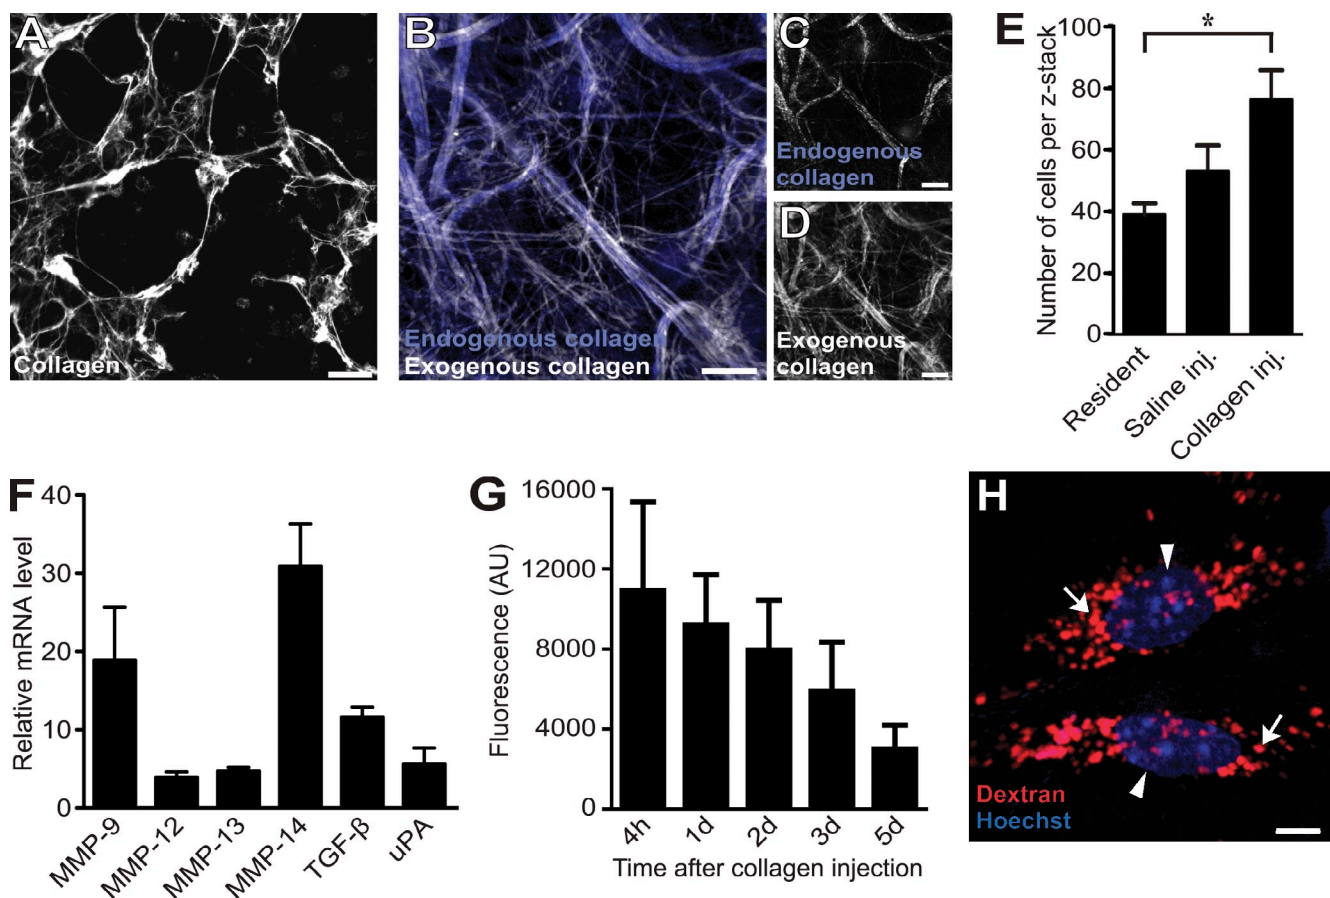 A
Collagen
B
Endogenous collagen
Exogenous collagen
C
Endogenous
collagen
D
Exogenous
collagen
E
Number of cells per z-stack
100
80
60
40
20
0
*
Resident
Saline inj.
Collagen inj.
F
Relative mRNA level
40
30
20
10
0
MMP-9
MMP-12
MMP-13
MMP-14
TGF-β
uPA
G
Fluorescence (AU)
16000
12000
8000
4000
0
4h
1d
2d
3d
5d
Time after collagen injection
H
Dextran
Hoechst